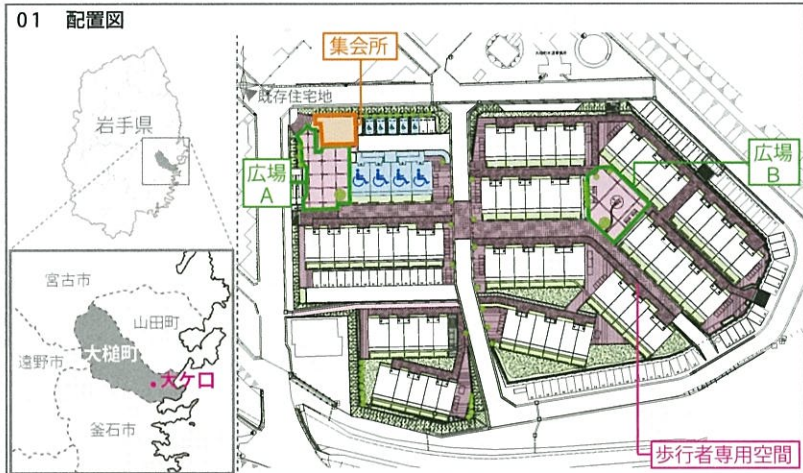 01 配置図
集会所
既存住宅地
岩手県
広場
A
広場
B
宮古市
山田町
遠野市
大槌町
大ケ口
釜石市
歩行者専用空間